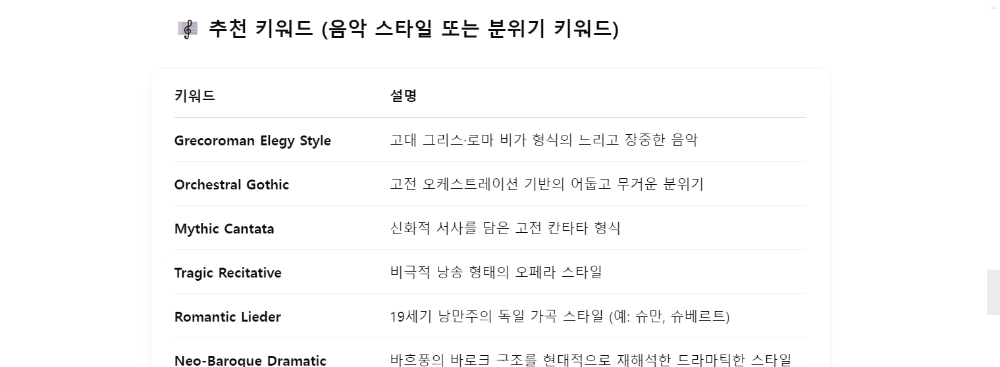 추천 키워드 (음악 스타일 또는 분위기 키워드)
키워드 설명
Grecoroman Elegy Style 고대 그리스·로마 비가 형식의 느리고 장중한 음악
Orchestral Gothic 고전 오케스트레이션 기반의 어둡고 무거운 분위기
Mythic Cantata 신화적 서사를 담은 고전 칸타타 형식
Tragic Recitative 비극적 낭송 형태의 오페라 스타일
Romantic Lieder 19세기 낭만주의 독일 가곡 스타일 (예: 슈만, 슈베르트)
Neo-Baroque Dramatic 바흐풍의 바로크 구조를 현대적으로 재해석한 드라마틱한 스타일